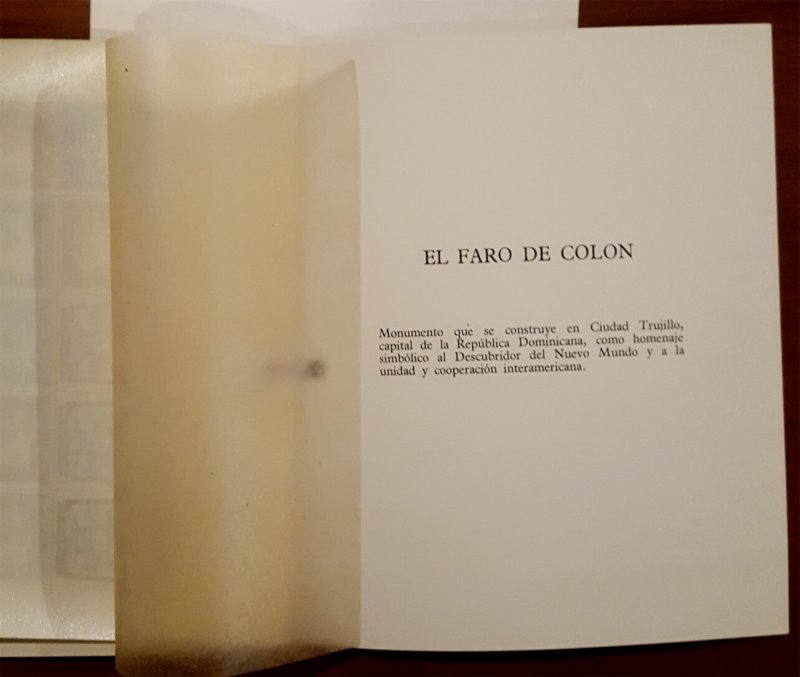 EL FARO DE COLON
Monumento que se construye en Ciudad Trujillo,
capital de la República Dominicana, como homenaje
simbólico al Descubridor del Nuevo Mundo y a la
unidad y cooperación interamericana.